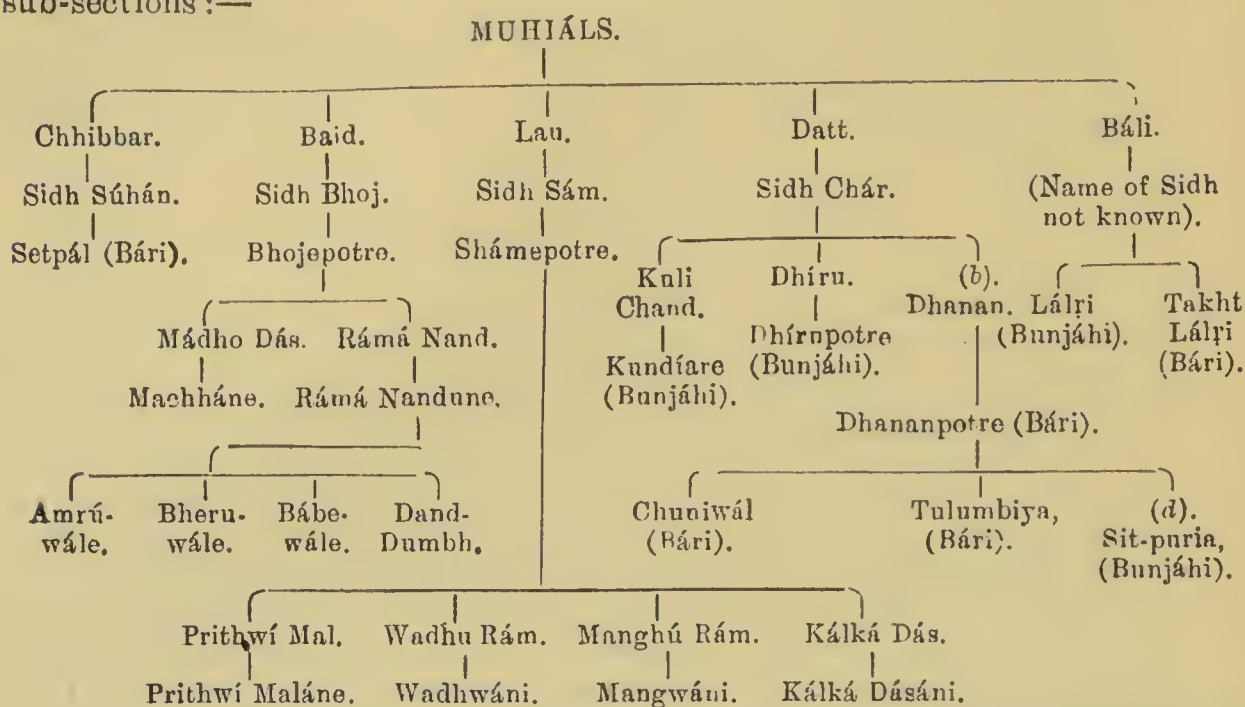 sub-sections:—
MUHIÁLS.
Chhibbar. Baid. Lau. Datt. Báli.
Sidh Súhán. Sidh Bhoj. Sidh Sám. Sidh Chár. (Name of Sidh
not known).
Setpál (Bári). Bhojepotre. Shámepotre.
Kali Dhíru. (b). Lálṛi Takht
Chand. Dhanan. (Bunjáhi). Lálṛi
Mádho Dás. Rámá Nand. Dhírnpotre (Bári).
Kundíare (Bunjáhi).
Machháne. Rámá Nandune. (Bunjáhi).
Dhananpotre (Bári).
Amrú- Bheru- Bábe- Dand- Chuniwál Tulumbiya, (d).
wále. wále. wále. Dumbh. (Bári). (Bári). Sit-puria,
(Bunjáhi).
Prithwí Mal. Wadhu Rám. Manghú Rám. Kálká Dás.
Prithwí Maláne. Wadhwáni. Mangwáni. Kálká Dásáni.